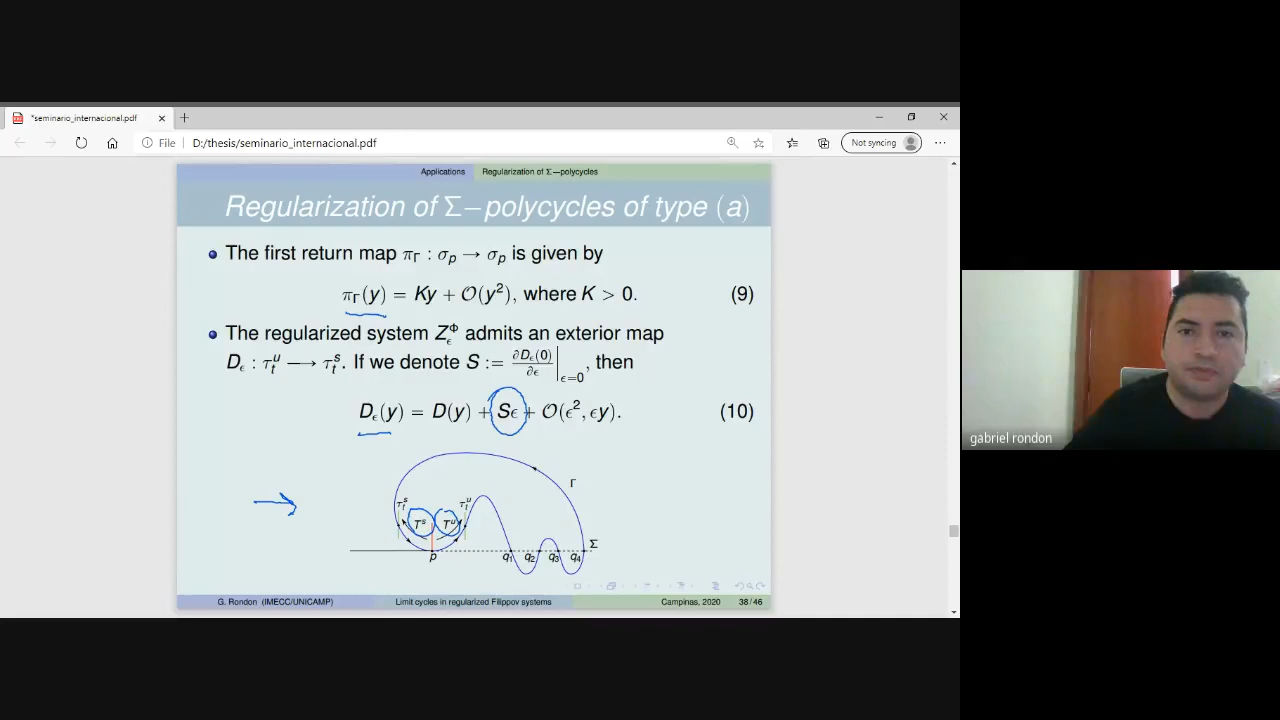 *seminario_internacional.pdf
File
D:/thesis/seminario_internacional.pdf
Not syncing
Applications
Regularization of Σ−polycycles
Regularization of Σ−polycycles of type (a)
The first return map π_Γ : σ_p → σ_p is given by
π_Γ(y) = Ky + O(y²), where K > 0. (9)
The regularized system Z_ϵ^Φ admits an exterior map
D_ϵ : τ_t^u ⟶ τ_t^s. If we denote S := ∂D_ϵ(0)/∂ϵ |_{ϵ=0}, then
D_ϵ(y) = D(y) + Sϵ + O(ϵ², ϵy). (10)
Γ
τ_t^s τ_t^u
T^s T^u
Σ
p q₁ q₂ q₃ q₄
G. Rondon (IMECC/UNICAMP)
Limit cycles in regularized Filippov systems
Campinas, 2020
38 / 46
gabriel rondon